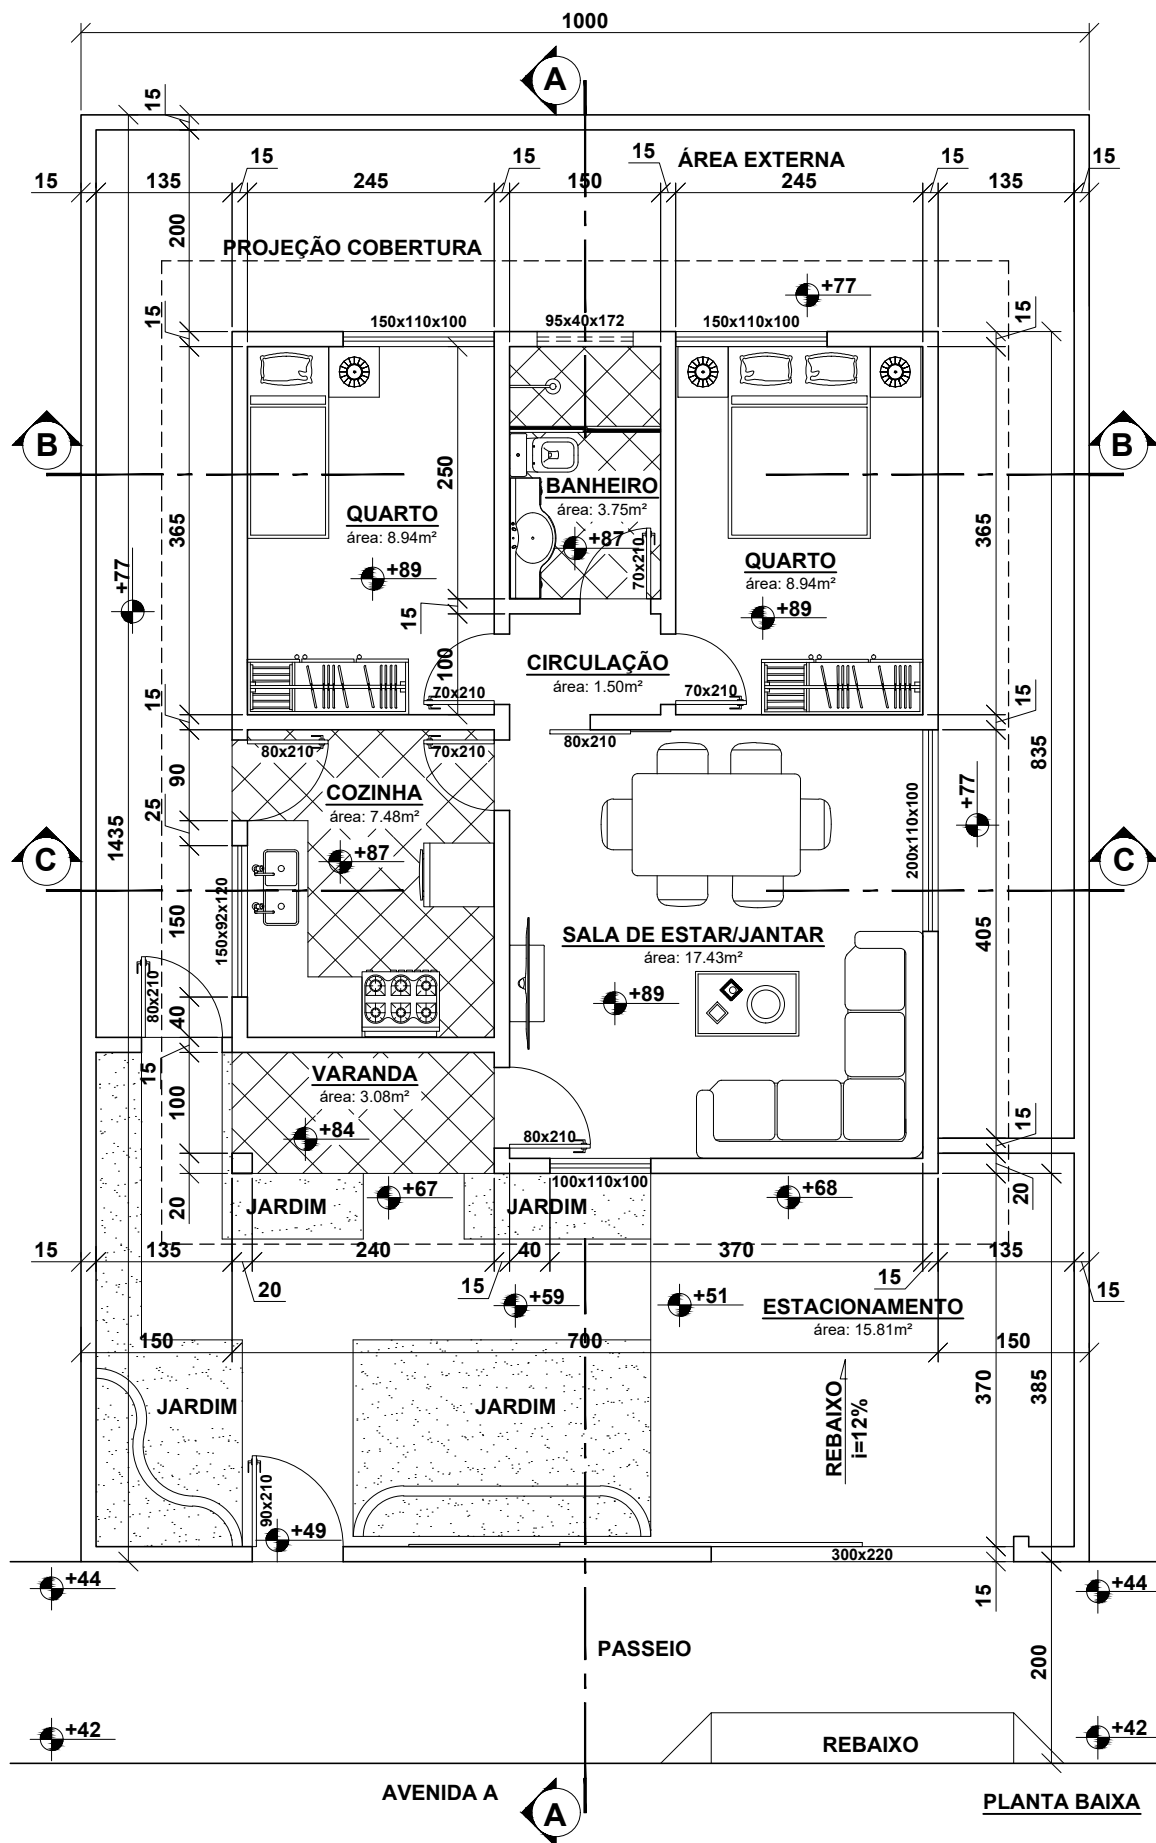 1000
A
15
15
15
15
ÁREA EXTERNA
15
15
15
135
245
150
245
135
200
PROJEÇÃO COBERTURA
+77
15
150x110x100
95x40x172
150x110x100
15
B
B
250
BANHEIRO
área: 3.75m²
365
QUARTO
área: 8.94m²
+87
70x210
365
QUARTO
área: 8.94m²
+77
+89
+89
15
100
CIRCULAÇÃO
área: 1.50m²
15
70x210
70x210
15
80x210
70x210
80x210
90
835
COZINHA
área: 7.48m²
25
1435
+77
200x110x100
C
+87
C
150
150x92x120
SALA DE ESTAR/JANTAR
área: 17.43m²
405
80x210
40
+89
15
VARANDA
área: 3.08m²
100
+84
80x210
15
20
JARDIM
+67
100x110x100
JARDIM
+68
20
15
135
240
40
370
135
20
15
15
15
+59
+51
ESTACIONAMENTO
área: 15.81m²
150
700
150
370
385
JARDIM
JARDIM
REBAIXO
i=12%
90x210
+49
300x220
+44
15
+44
PASSEIO
200
+42
REBAIXO
+42
AVENIDA A
A
PLANTA BAIXA